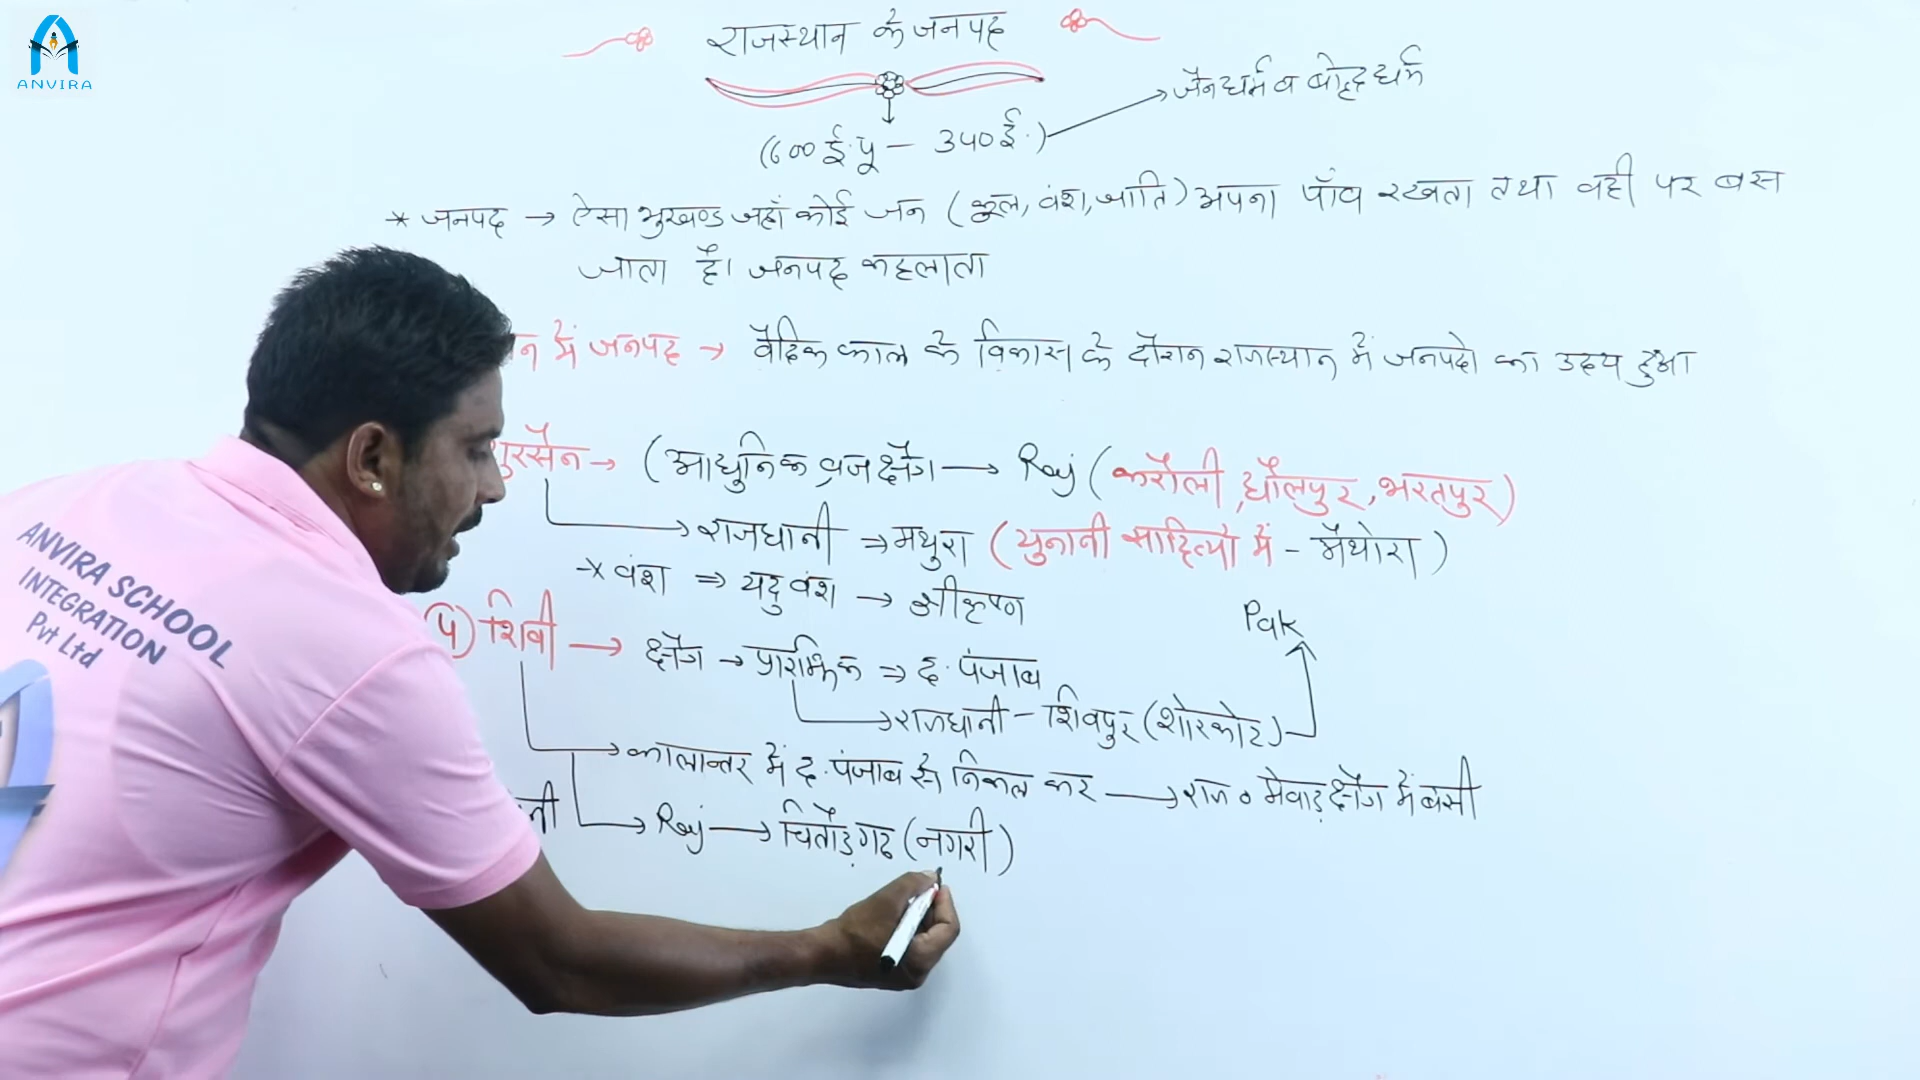 ANVIRA
राजस्थान के जनपद
(600 ई.पू — 340 ई.)
जैनधर्म व बोद्धधर्म
* जनपद → ऐसा भुखण्ड जहाँ कोई जन (कुल, वंश, जाति) अपना पाँव रखता तथा वही पर बस
जाता है। जनपद कहलाता
में जनपद → वैदिक काल के विकास के दौरान राजस्थान में जनपदो का उदय हुआ
शुरसैन → (आधुनिक व्रज क्षैत्र → Raj (करौली, धौलपुर, भरतपुर)
राजधानी ⇒ मथुरा (युनानी साहित्यो में - मैथोरा)
* वंश ⇒ यदुवंश → श्रीकृष्ण
Pak
शिवी → क्षैत्र → प्रारम्भिक ⇒ द. पंजाब
→ राजधानी - शिवपुर (शोरकोट)
→ कालान्तर में द. पंजाब से निकल कर → राज० मेवाड़ क्षैत्र में बसी
→ Raj → चितौड़गढ (नगरी)
ANVIRA SCHOOL
INTEGRATION
Pvt Ltd